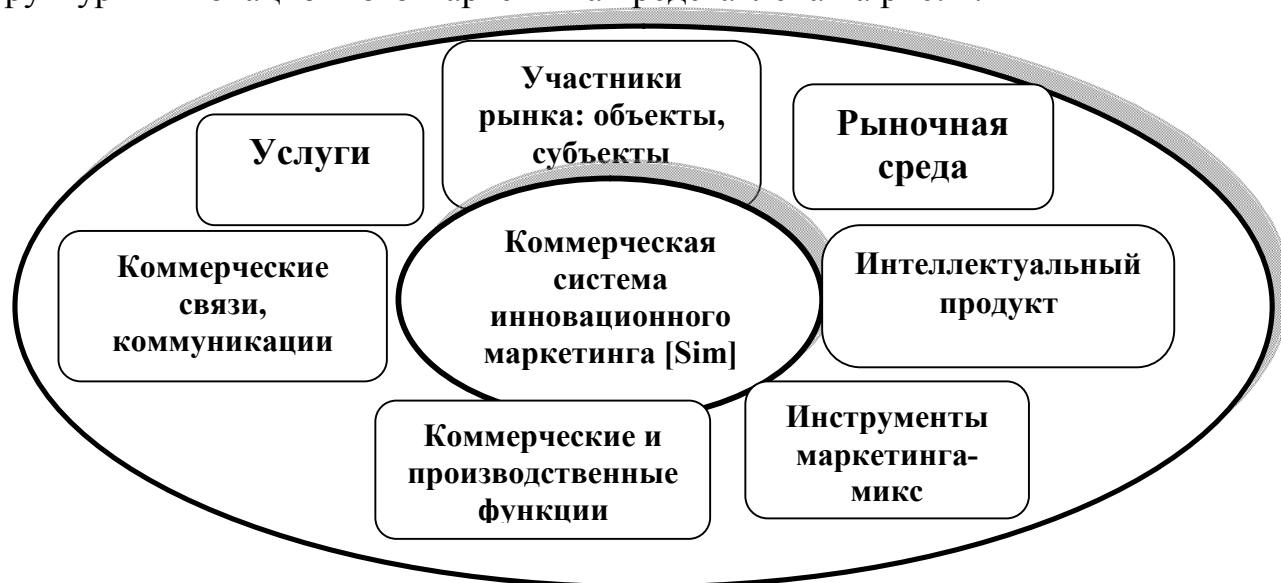 Участники
рынка: объекты,
субъекты
Рыночная
среда
Услуги
Коммерческая
система
инновационного
маркетинга [Sim]
Интеллектуальный
продукт
Коммерческие
связи,
коммуникации
Инструменты
маркетинга-
микс
Коммерческие и
производственные
функции